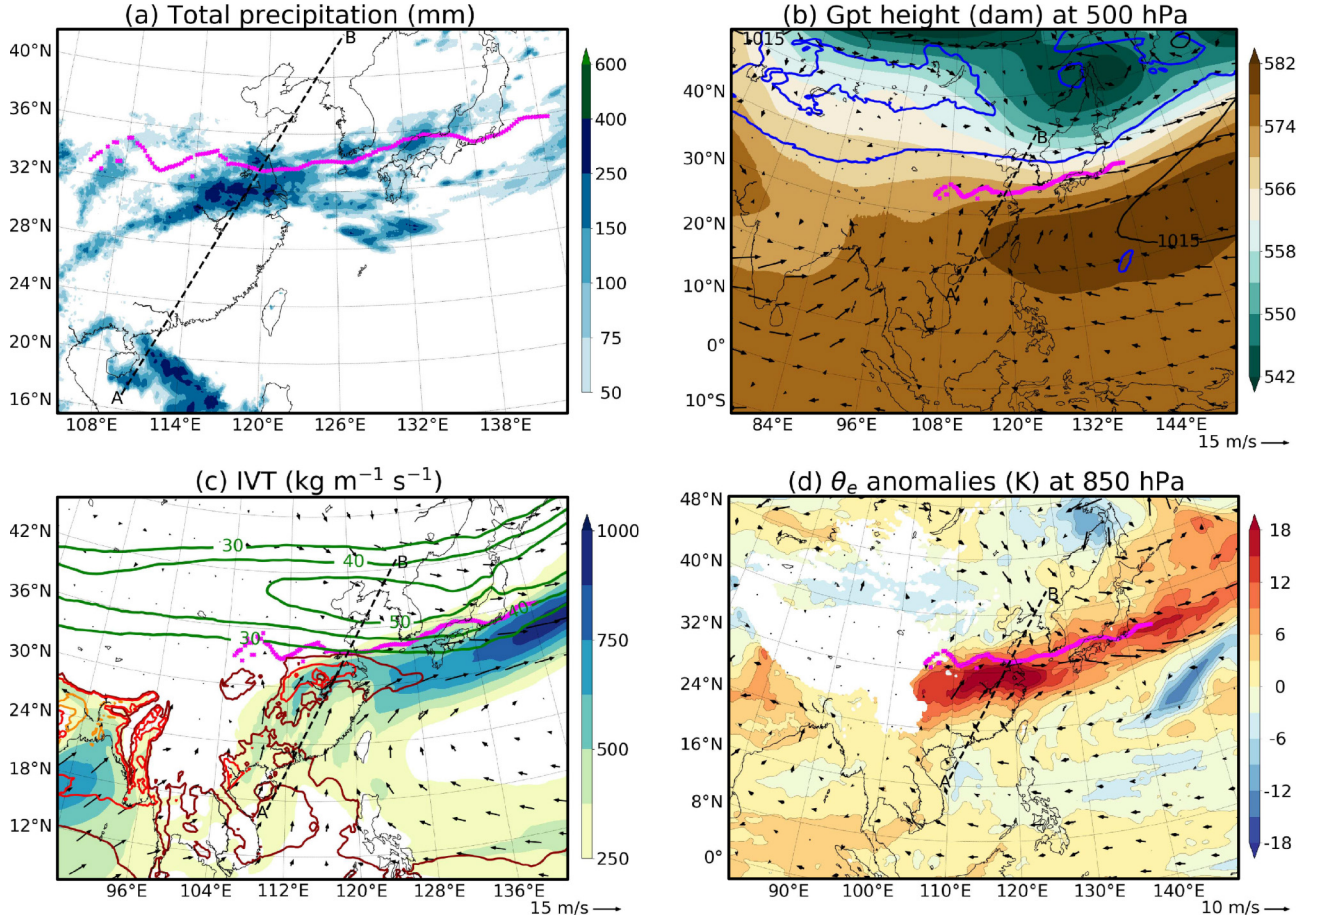 (a) Total precipitation (mm)
B
A
40°N
36°N
32°N
28°N
24°N
20°N
16°N
108°E 114°E 120°E 126°E 132°E 138°E
600
400
250
150
100
75
50
(b) Gpt height (dam) at 500 hPa
1015
1015
B
A
40°N
30°N
20°N
10°N
0°
10°S
84°E 96°E 108°E 120°E 132°E 144°E
15 m/s
582
574
566
558
550
542
(c) IVT (kg m⁻¹ s⁻¹)
30
40
50
40
30
B
A
42°N
36°N
30°N
24°N
18°N
12°N
96°E 104°E 112°E 120°E 128°E 136°E
15 m/s
1000
750
500
250
(d) θₑ anomalies (K) at 850 hPa
B
A
48°N
40°N
32°N
24°N
16°N
8°N
0°
90°E 100°E 110°E 120°E 130°E 140°E
10 m/s
18
12
6
0
-6
-12
-18